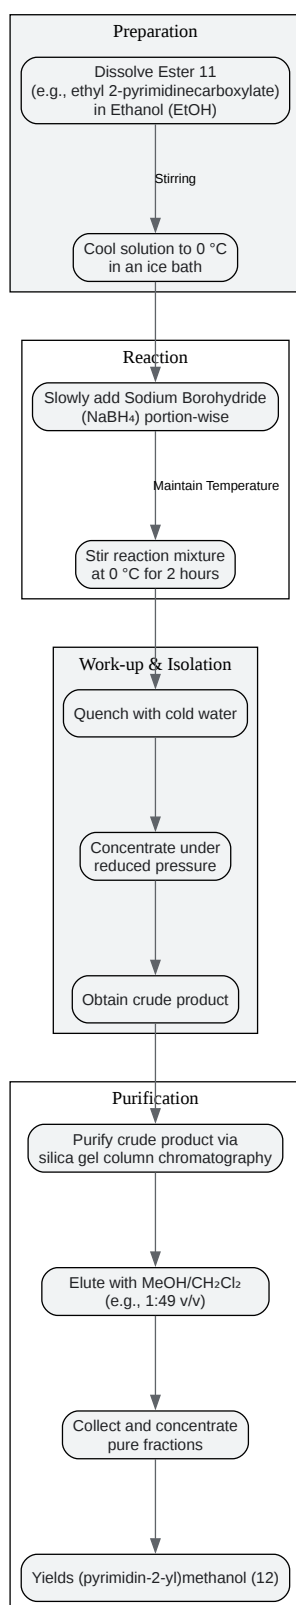 Preparation
Dissolve Ester 11
(e.g., ethyl 2-pyrimidinecarboxylate)
in Ethanol (EtOH)
Stirring
Cool solution to 0 °C
in an ice bath
Reaction
Slowly add Sodium Borohydride
(NaBH₄) portion-wise
Maintain Temperature
Stir reaction mixture
at 0 °C for 2 hours
Work-up & Isolation
Quench with cold water
Concentrate under
reduced pressure
Obtain crude product
Purification
Purify crude product via
silica gel column chromatography
Elute with MeOH/CH₂Cl₂
(e.g., 1:49 v/v)
Collect and concentrate
pure fractions
Yields (pyrimidin-2-yl)methanol (12)